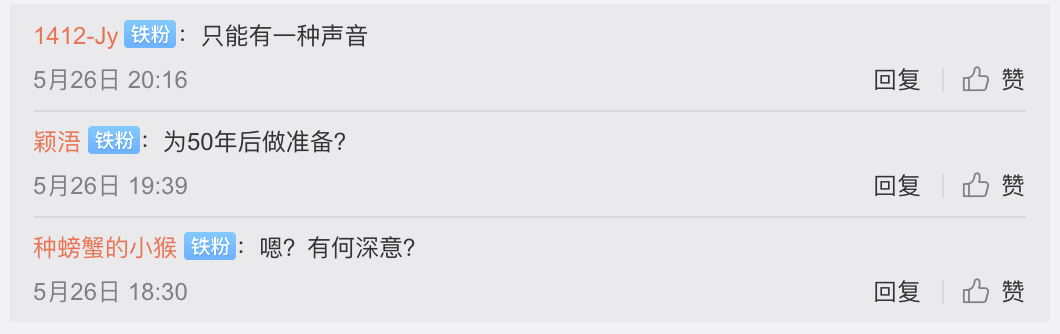 1412-Jy 铁粉：只能有一种声音
5月26日 20:16 回复 赞
颖浯 铁粉：为50年后做准备？
5月26日 19:39 回复 赞
种螃蟹的小猴 铁粉：嗯？有何深意？
5月26日 18:30 回复 赞